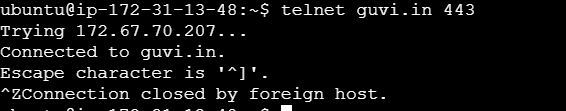 ubuntu@ip-172-31-13-48:~$ telnet guvi.in 443
Trying 172.67.70.207...
Connected to guvi.in.
Escape character is '^]'.
^ZConnection closed by foreign host.